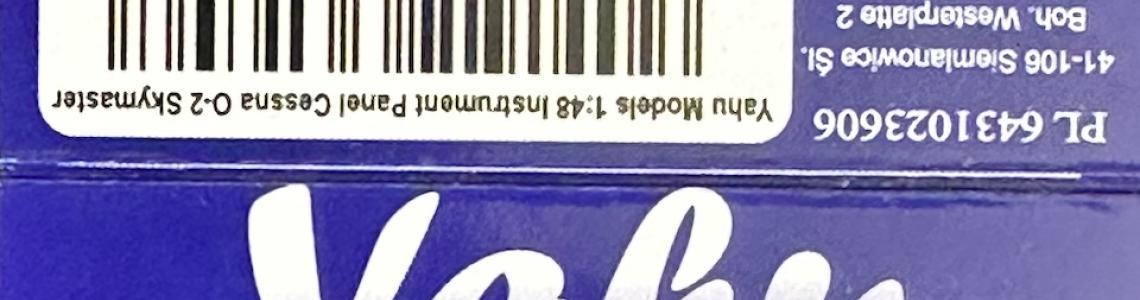 PL 6431023606
41-106 Siemianowice Śl.
Boh. Westerplatte 2
Yahu Models 1:48 Instrument Panel Cessna O-2 Skymaster
Yahu